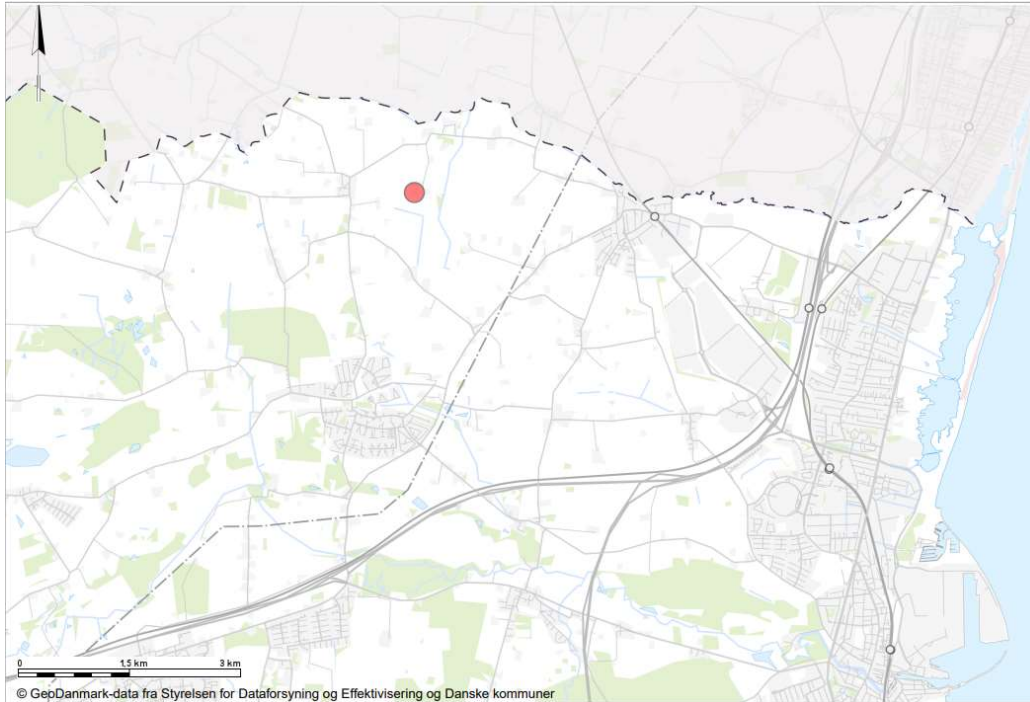 0 1,5 km 3 km
© GeoDanmark-data fra Styrelsen for Dataforsyning og Effektivisering og Danske kommuner